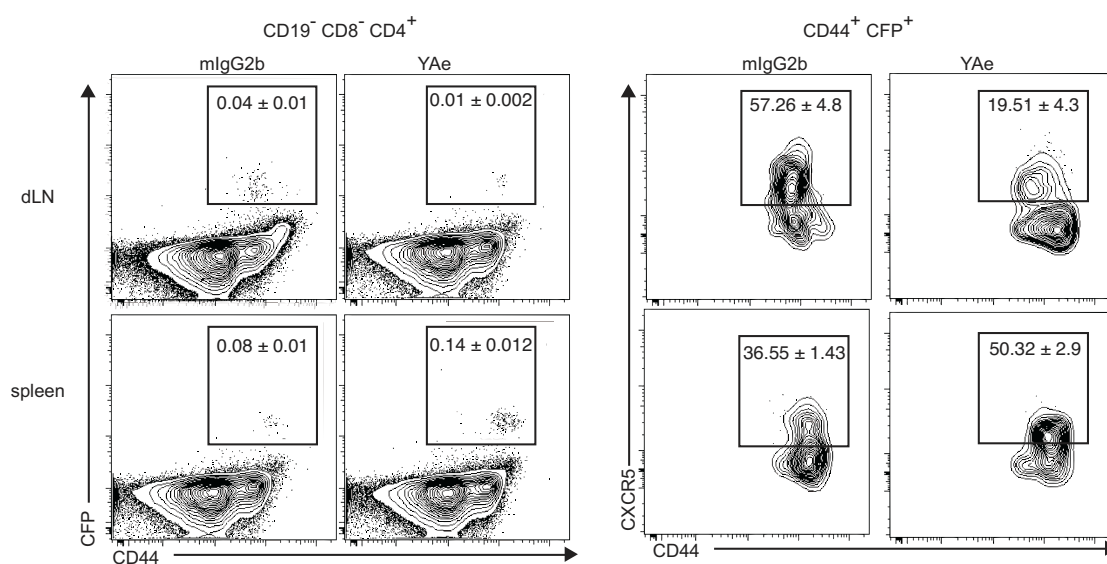 CD19⁻ CD8⁻ CD4⁺
CD44⁺ CFP⁺
mIgG2b
YAe
mIgG2b
YAe
dLN
0.04 ± 0.01
0.01 ± 0.002
57.26 ± 4.8
19.51 ± 4.3
spleen
0.08 ± 0.01
0.14 ± 0.012
36.55 ± 1.43
50.32 ± 2.9
CFP
CD44
CXCR5
CD44